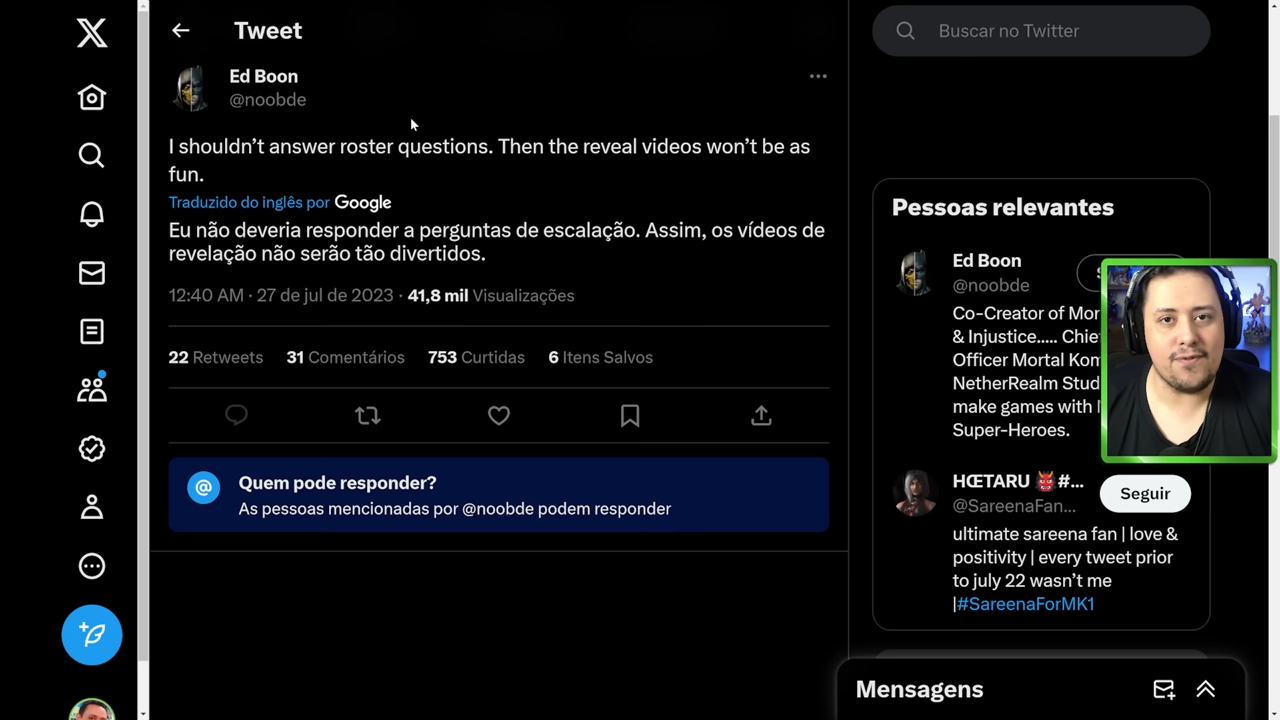 Tweet
Buscar no Twitter
Ed Boon
@noobde
I shouldn't answer roster questions. Then the reveal videos won't be as
fun.
Traduzido do inglês por Google
Eu não deveria responder a perguntas de escalação. Assim, os vídeos de
revelação não serão tão divertidos.
12:40 AM · 27 de jul de 2023 · 41,8 mil Visualizações
22 Retweets 31 Comentários 753 Curtidas 6 Itens Salvos
@
Quem pode responder?
As pessoas mencionadas por @noobde podem responder
Pessoas relevantes
Ed Boon
@noobde
Co-Creator of Mor
& Injustice..... Chie
Officer Mortal Kon
NetherRealm Stud
make games with
Super-Heroes.
HŒTARU 👹#...
@SareenaFan...
Seguir
ultimate sareena fan | love &
positivity | every tweet prior
to july 22 wasn't me
|#SareenaForMK1
Mensagens